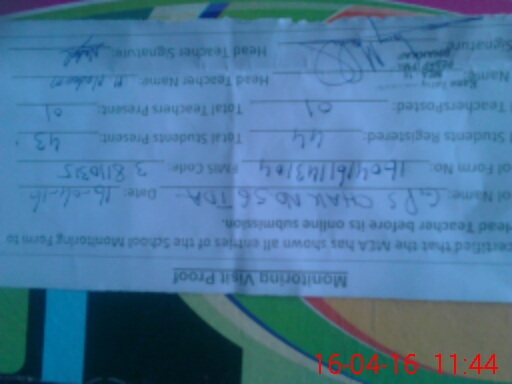 Monitoring Visit Proof
certified that the MEA has shown all entries of the School Monitoring Form to
Head Teacher before its online submission.
ol Name: GPS CHAK NO 56 TDA Date: 16-04-16
ol Form No: EMIS Code:
Students Registered: 44 Total Students Present: 43
Teachers Posted: 01 Total Teachers Present: 01
Name: Head Teacher Name:
Signature: Head Teacher Signature:
16-04-16 11:44